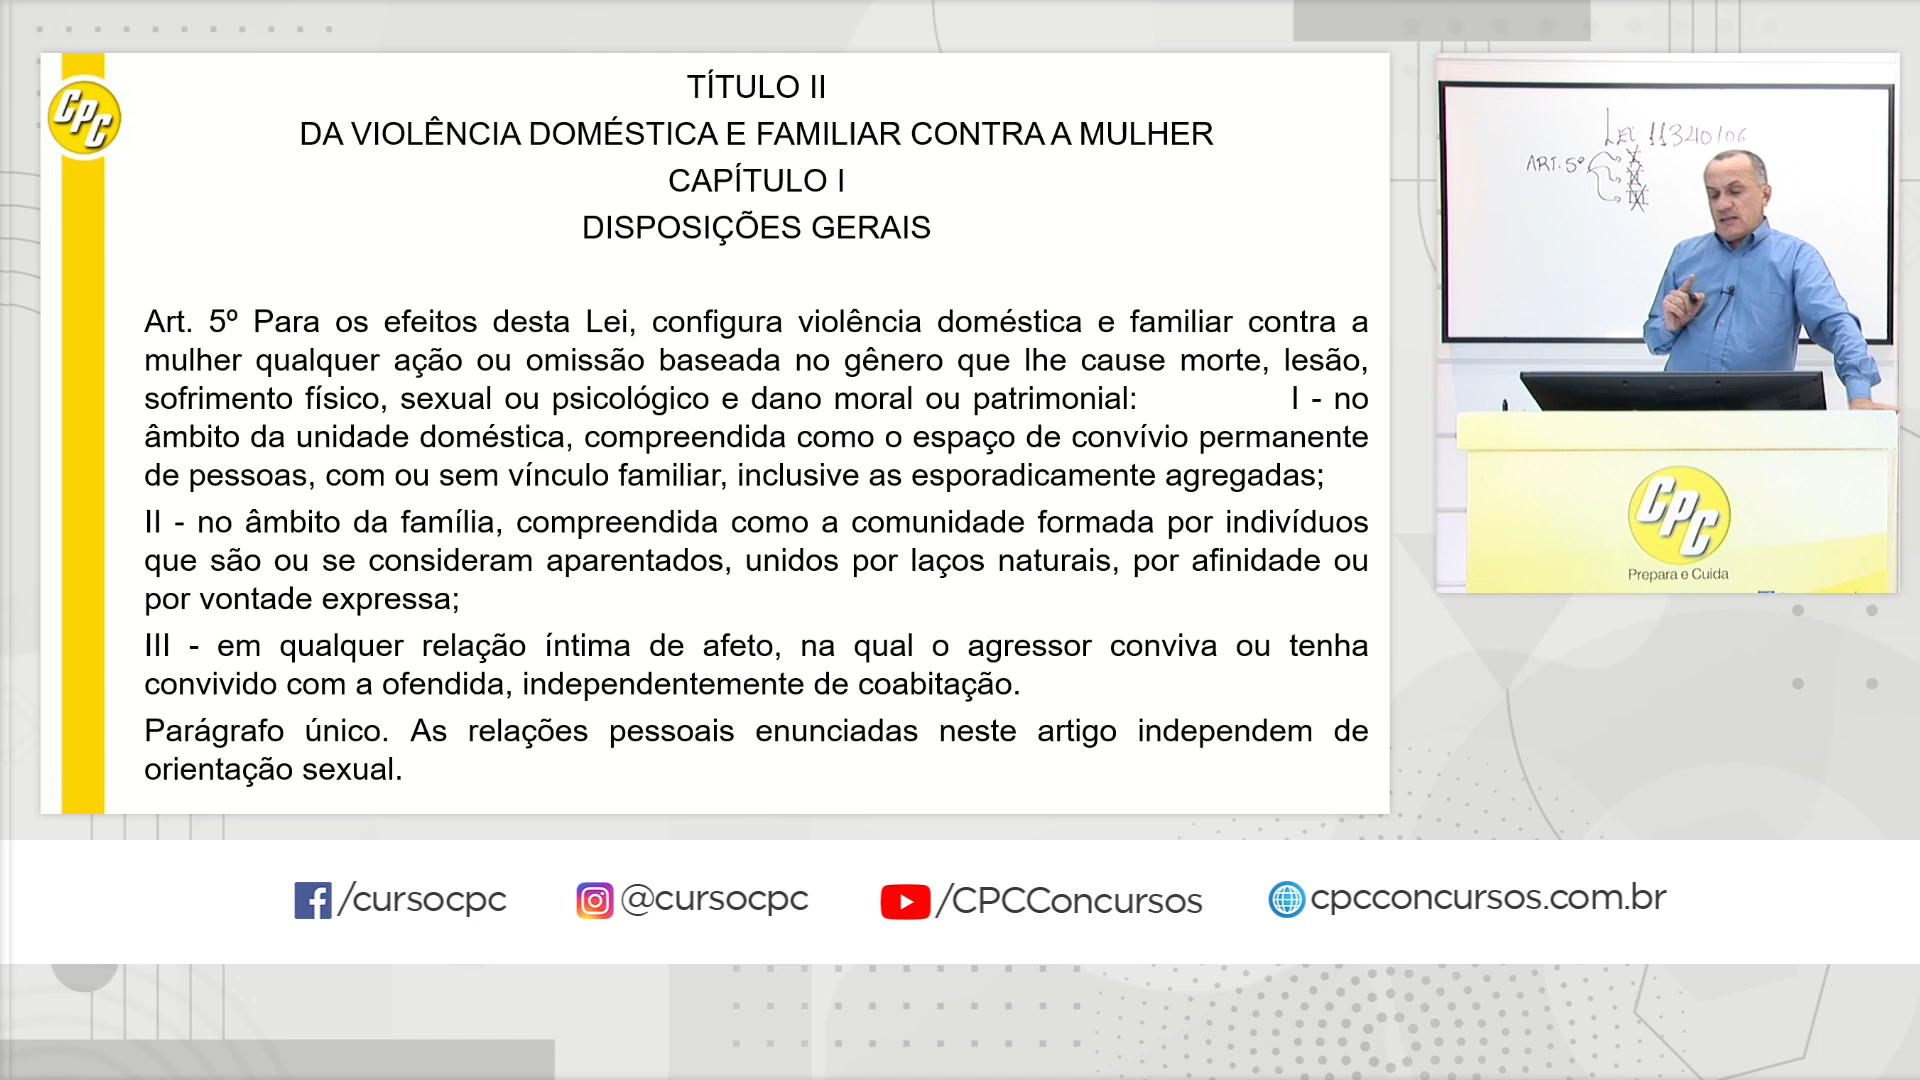 CPC
TÍTULO II
DA VIOLÊNCIA DOMÉSTICA E FAMILIAR CONTRA A MULHER
CAPÍTULO I
DISPOSIÇÕES GERAIS
Art. 5º Para os efeitos desta Lei, configura violência doméstica e familiar contra a
mulher qualquer ação ou omissão baseada no gênero que lhe cause morte, lesão,
sofrimento físico, sexual ou psicológico e dano moral ou patrimonial: I - no
âmbito da unidade doméstica, compreendida como o espaço de convívio permanente
de pessoas, com ou sem vínculo familiar, inclusive as esporadicamente agregadas;
II - no âmbito da família, compreendida como a comunidade formada por indivíduos
que são ou se consideram aparentados, unidos por laços naturais, por afinidade ou
por vontade expressa;
III - em qualquer relação íntima de afeto, na qual o agressor conviva ou tenha
convivido com a ofendida, independentemente de coabitação.
Parágrafo único. As relações pessoais enunciadas neste artigo independem de
orientação sexual.
LEI 11340/06
ART. 5º
CPC
Prepara e Cuida
/cursocpc
@cursocpc
/CPCConcursos
cpcconcursos.com.br